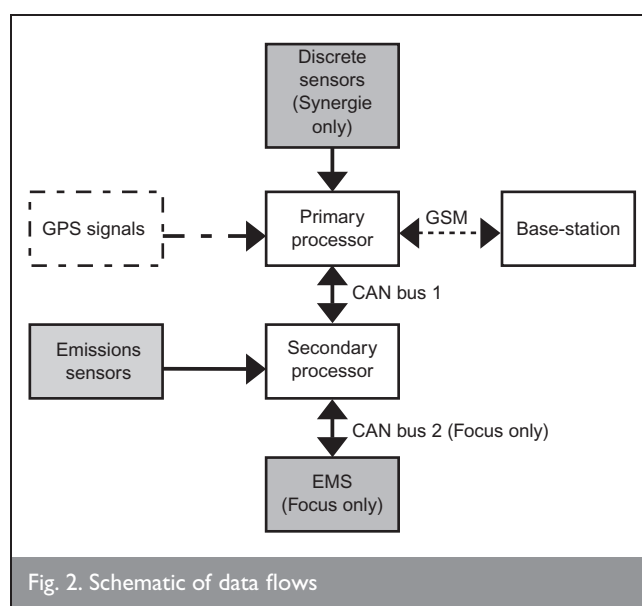 Discrete
sensors
(Synergie
only)
GPS signals
Primary
processor
GSM
Base-station
CAN bus 1
Emissions
sensors
Secondary
processor
CAN bus 2 (Focus only)
EMS
(Focus only)
Fig. 2. Schematic of data flows